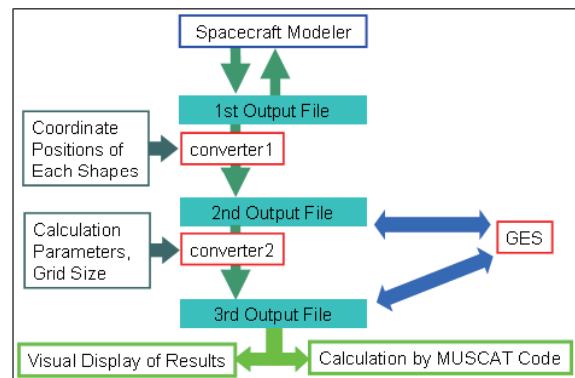 Spacecraft Modeler
1st Output File
Coordinate
Positions of
Each Shapes
converter1
2nd Output File
Calculation
Parameters,
Grid Size
converter2
GES
3rd Output File
Visual Display of Results
Calculation by MUSCAT Code